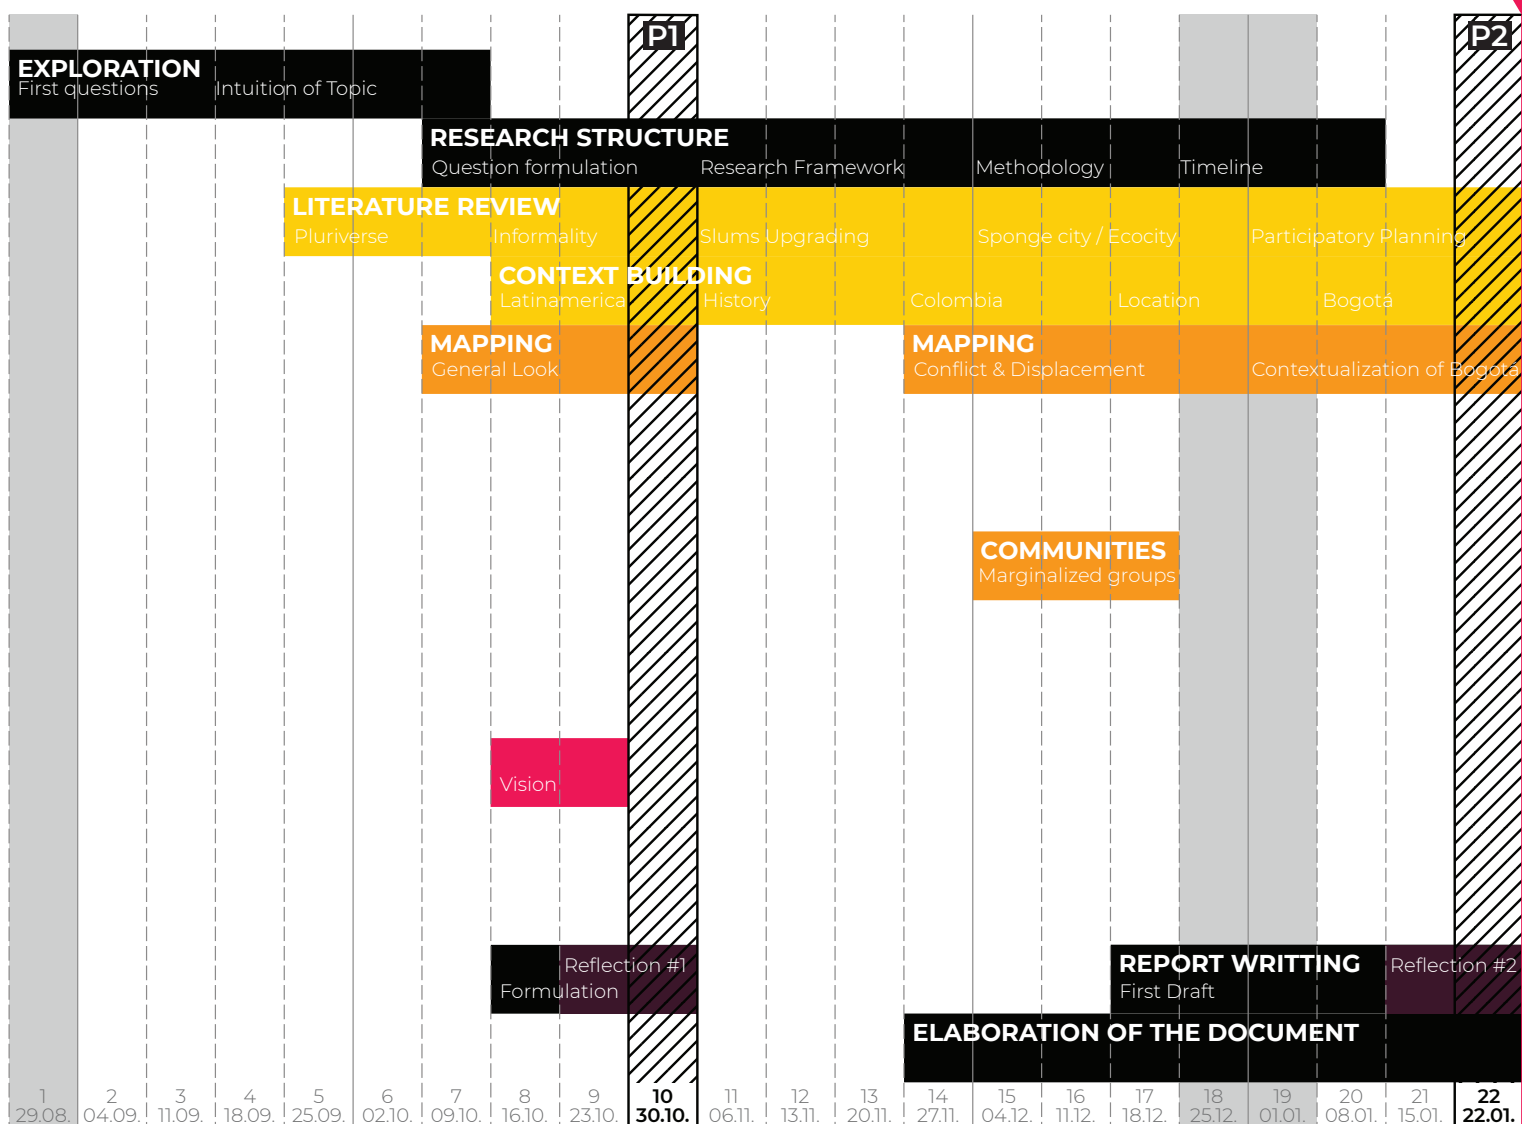 P1
P2
EXPLORATION
First questions
Intuition of Topic
RESEARCH STRUCTURE
Question formulation
Research Framework
Methodology
Timeline
LITERATURE REVIEW
Pluriverse
Informality
Slums Upgrading
Sponge city / Ecocity
Participatory Planning
CONTEXT BUILDING
Latinamerica
History
Colombia
Location
Bogotá
MAPPING
General Look
MAPPING
Conflict & Displacement
Contextualization of Bogotá
COMMUNITIES
Marginalized groups
Vision
Reflection #1
Formulation
REPORT WRITTING
First Draft
Reflection #2
ELABORATION OF THE DOCUMENT
1 2 3 4 5 6 7 8 9 10 11 12 13 14 15 16 17 18 19 20 21 22
29.08. 04.09. 11.09. 18.09. 25.09. 02.10. 09.10. 16.10. 23.10. 30.10. 06.11. 13.11. 20.11. 27.11. 04.12. 11.12. 18.12. 25.12. 01.01. 08.01. 15.01. 22.01.